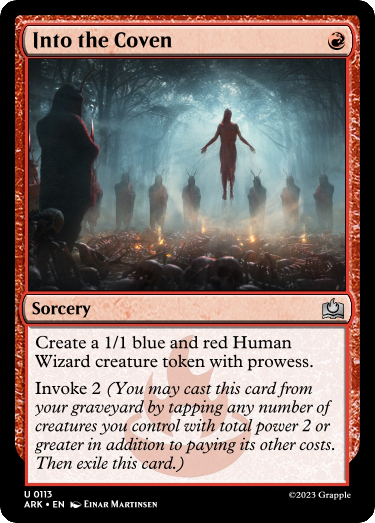 Into the Coven
Sorcery
Create a 1/1 blue and red Human
Wizard creature token with prowess.
Invoke 2 (You may cast this card from
your graveyard by tapping any number of
creatures you control with total power 2 or
greater in addition to paying its other costs.
Then exile this card.)
U 0113
ARK • EN Einar Martinsen
©2023 Grapple